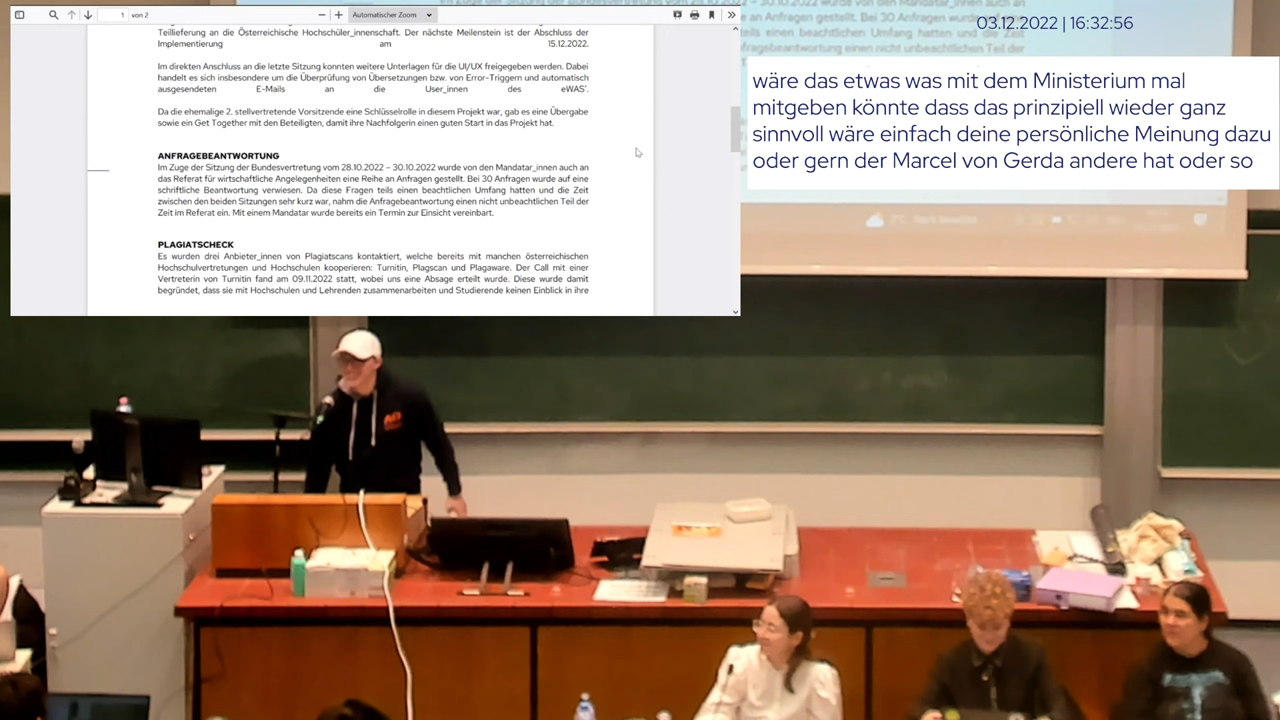 1 von 2
Automatischer Zoom
Teillieferung an die Österreichische Hochschüler_innenschaft. Der nächste Meilenstein ist der Abschluss der
Implementierung am 15.12.2022.
Im direkten Anschluss an die letzte Sitzung konnten weitere Unterlagen für die UI/UX freigegeben werden. Dabei
handelt es sich insbesondere um die Überprüfung von Übersetzungen bzw. von Error-Triggern und automatisch
ausgesendeten E-Mails an die User_innen des eWAS'.
Da die ehemalige 2. stellvertretende Vorsitzende eine Schlüsselrolle in diesem Projekt war, gab es eine Übergabe
sowie ein Get Together mit den Beteiligten, damit ihre Nachfolgerin einen guten Start in das Projekt hat.
ANFRAGEBEANTWORTUNG
Im Zuge der Sitzung der Bundesvertretung vom 28.10.2022 – 30.10.2022 wurde von den Mandatar_innen auch an
das Referat für wirtschaftliche Angelegenheiten eine Reihe an Anfragen gestellt. Bei 30 Anfragen wurde auf eine
schriftliche Beantwortung verwiesen. Da diese Fragen teils einen beachtlichen Umfang hatten und die Zeit
zwischen den beiden Sitzungen sehr kurz war, nahm die Anfragebeantwortung einen nicht unbeachtlichen Teil der
Zeit im Referat ein. Mit einem Mandatar wurde bereits ein Termin zur Einsicht vereinbart.
PLAGIATSCHECK
Es wurden drei Anbieter_innen von Plagiatscans kontaktiert, welche bereits mit manchen österreichischen
Hochschulvertretungen und Hochschulen kooperieren: Turnitin, Plagscan und Plagaware. Der Call mit einer
Vertreterin von Turnitin fand am 09.11.2022 statt, wobei uns eine Absage erteilt wurde. Diese wurde damit
begründet, dass sie mit Hochschulen und Lehrenden zusammenarbeiten und Studierende keinen Einblick in ihre
03.12.2022 | 16:32:56
wäre das etwas was mit dem Ministerium mal
mitgeben könnte dass das prinzipiell wieder ganz
sinnvoll wäre einfach deine persönliche Meinung dazu
oder gern der Marcel von Gerda andere hat oder so